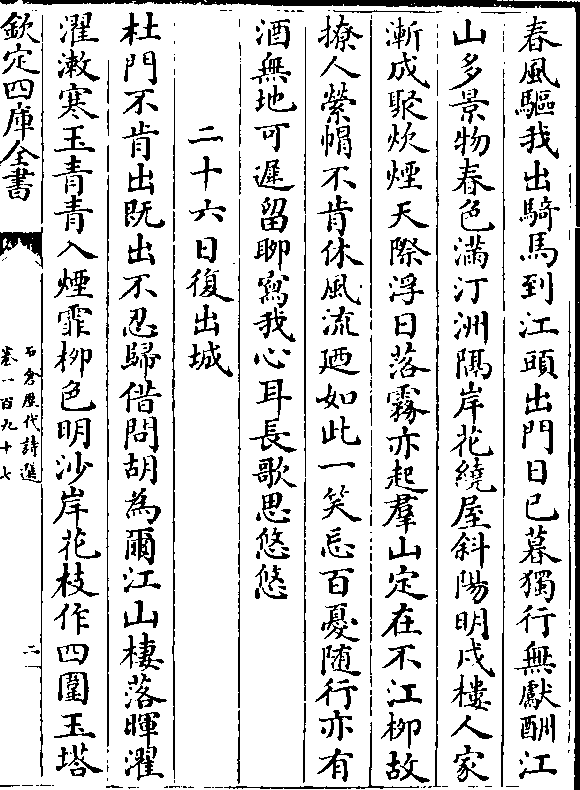 春風驅我出騎馬到江頭出門日已暮獨行無獻酬江
山多景物春色滿汀洲隔岸花繞屋斜陽明戍樓人家
漸成聚炊煙天際浮日落霧亦起羣山定在不江柳故
撩人縈帽不肯休風流廼如此一笑忘百憂随行亦有
酒無地可遲留聊寫我心耳長歌思悠悠
二十六日復出城
杜門不肯出既出不忍歸借問胡為爾江山棲落暉濯
濯漱寒玉青青入煙霏栁色明沙岸花枝作四圍玉塔
欽定四庫全書
石倉歷代詩選
卷一百九十七
二